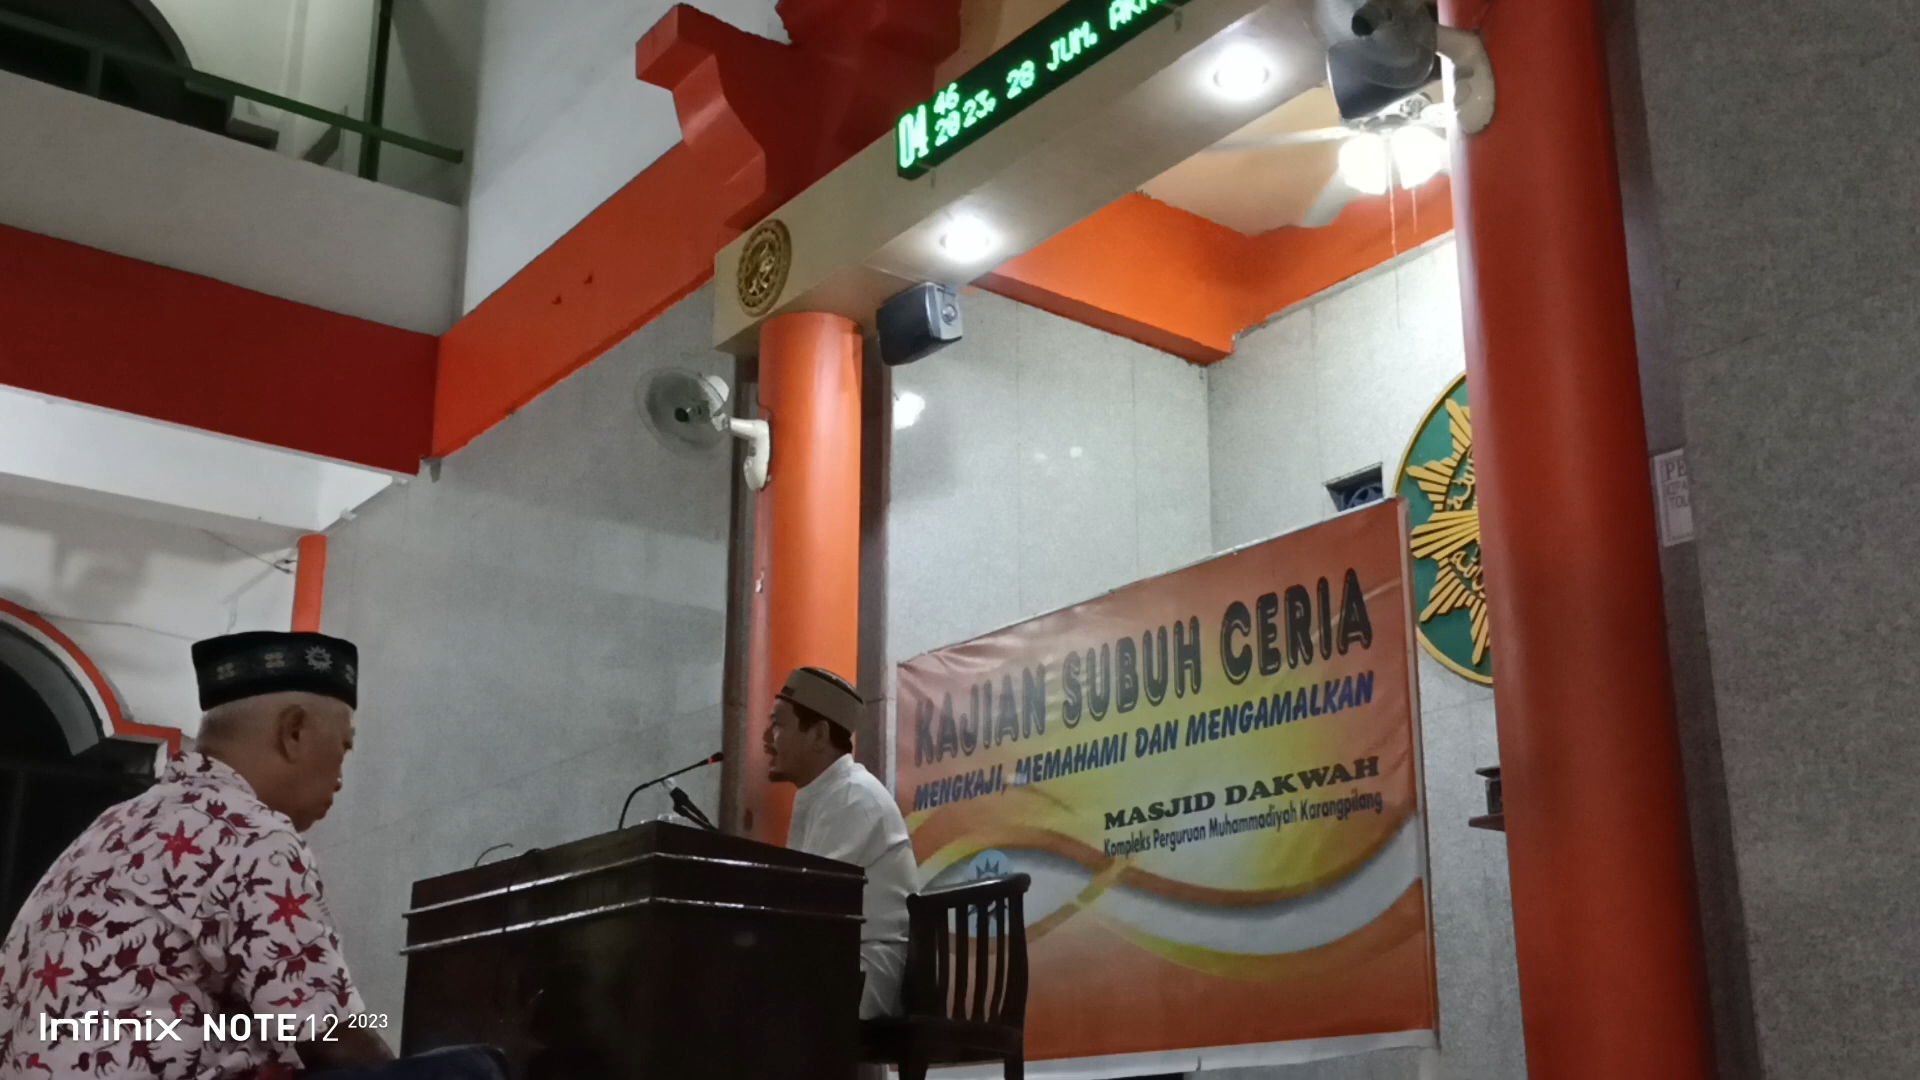 04 46
2023, 28 JUM. AKH
KAJIAN SUBUH CERIA
MENGKAJI, MEMAHAMI DAN MENGAMALKAN
MASJID DAKWAH
Kompleks Perguruan Muhammadiyah Karangpilang
Infinix NOTE 12 2023